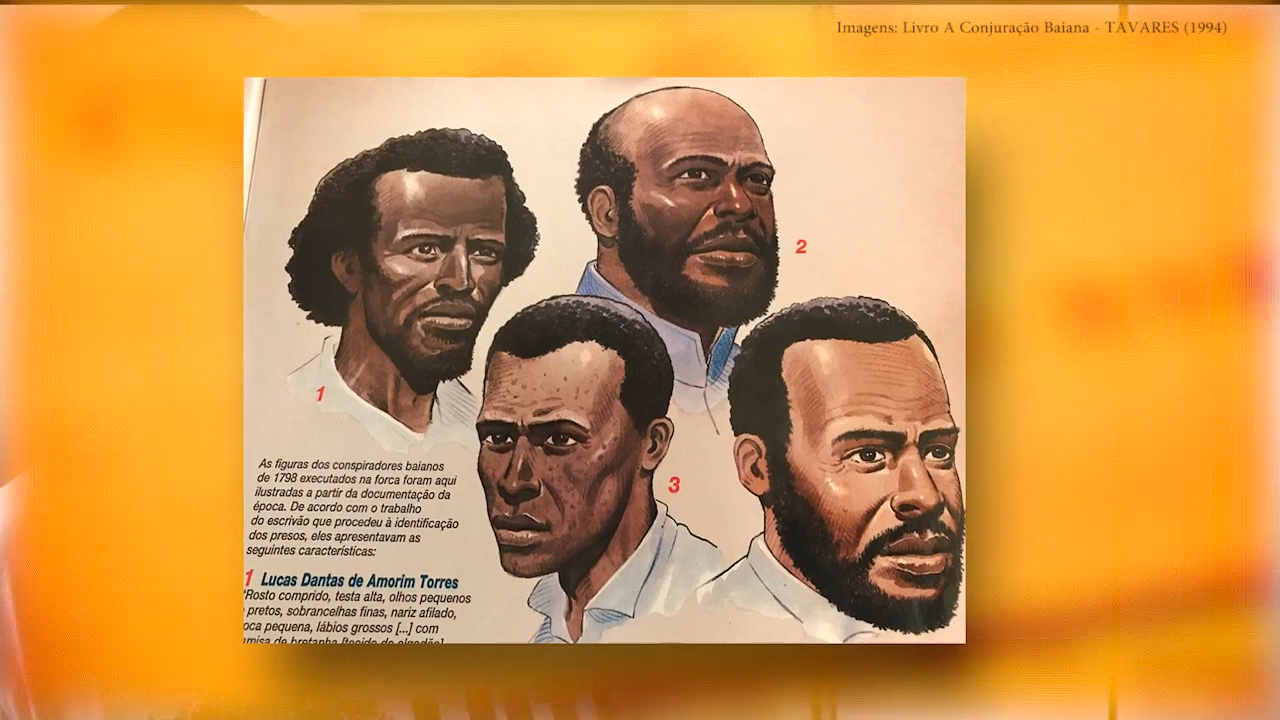 Imagens: Livro A Conjuração Baiana - TAVARES (1994)
2
1
3
As figuras dos conspiradores baianos
de 1798 executados na forca foram aqui
ilustradas a partir da documentação da
época. De acordo com o trabalho
do escrivão que procedeu à identificação
dos presos, eles apresentavam as
seguintes características:
1 Lucas Dantas de Amorim Torres
"Rosto comprido, testa alta, olhos pequenos
pretos, sobrancelhas finas, nariz afilado,
oca pequena, lábios grossos [...] com